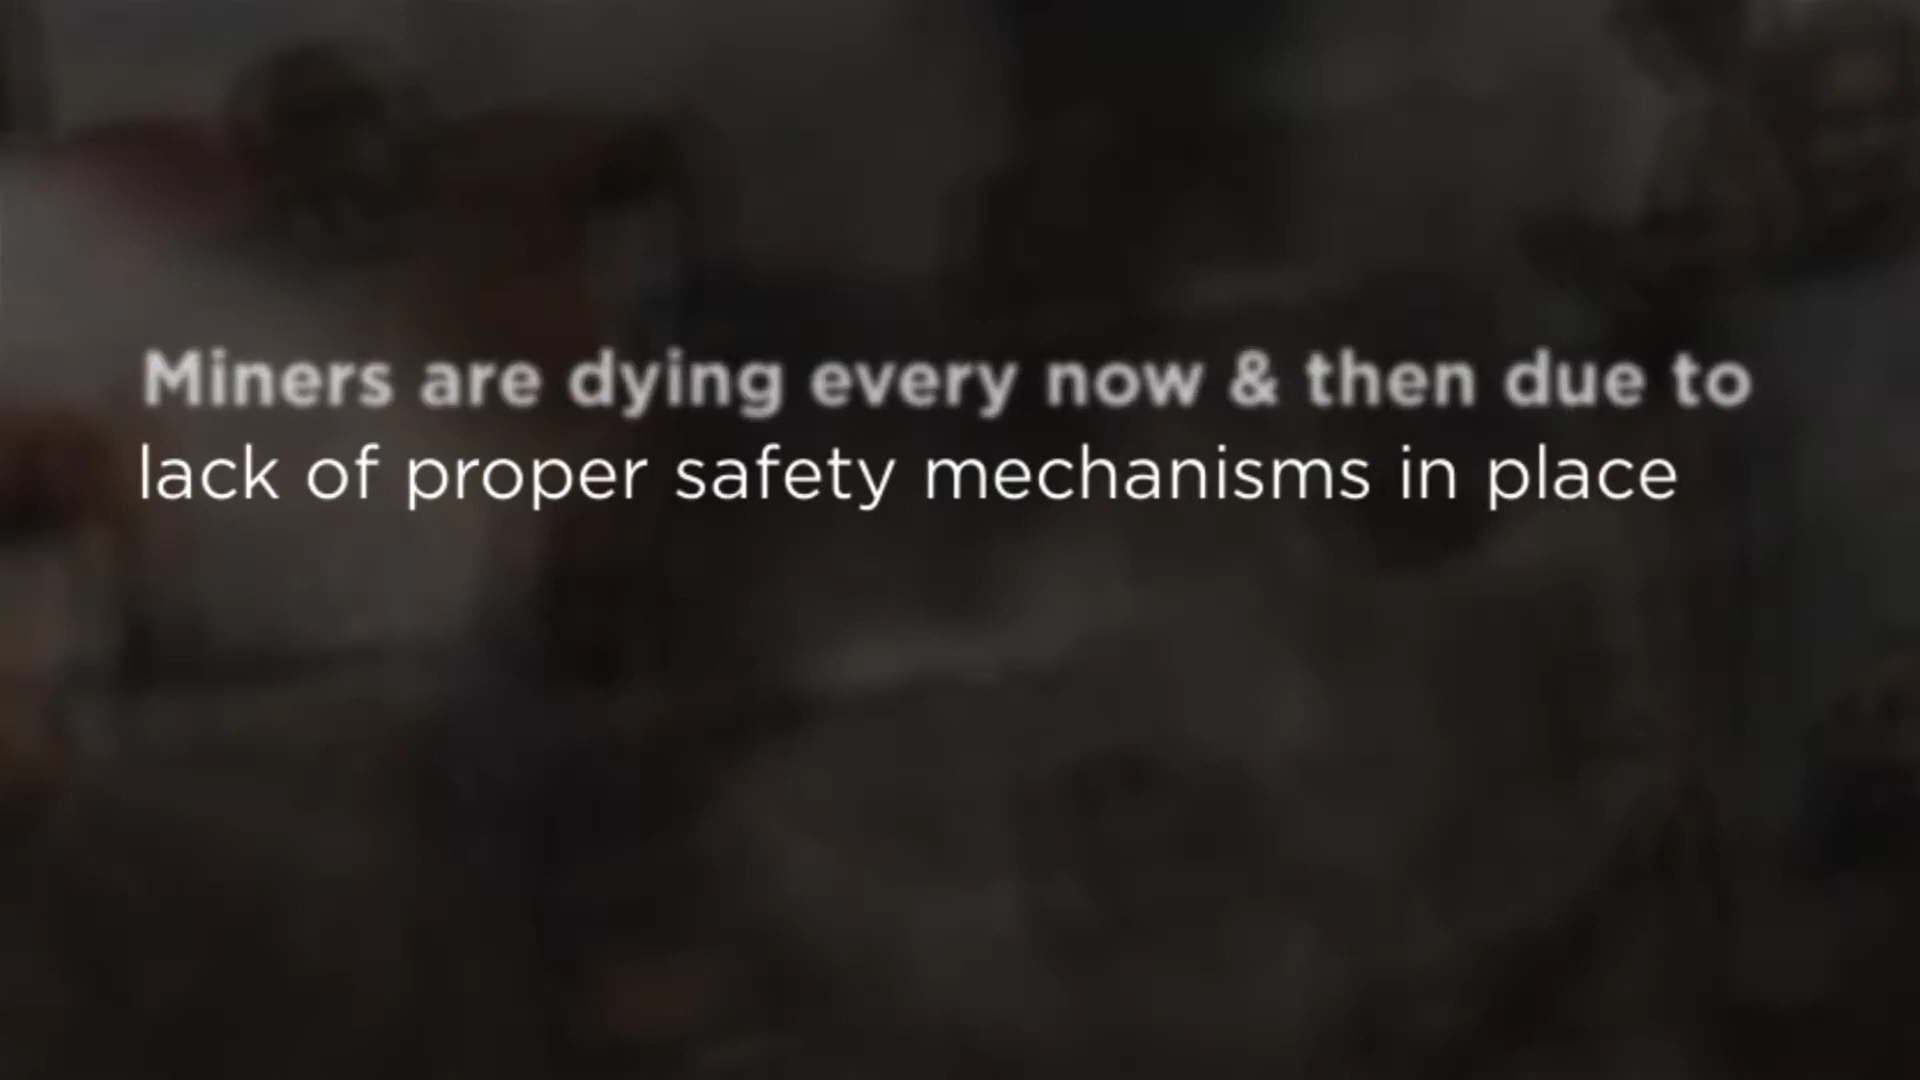 Miners are dying every now & then due to
lack of proper safety mechanisms in place